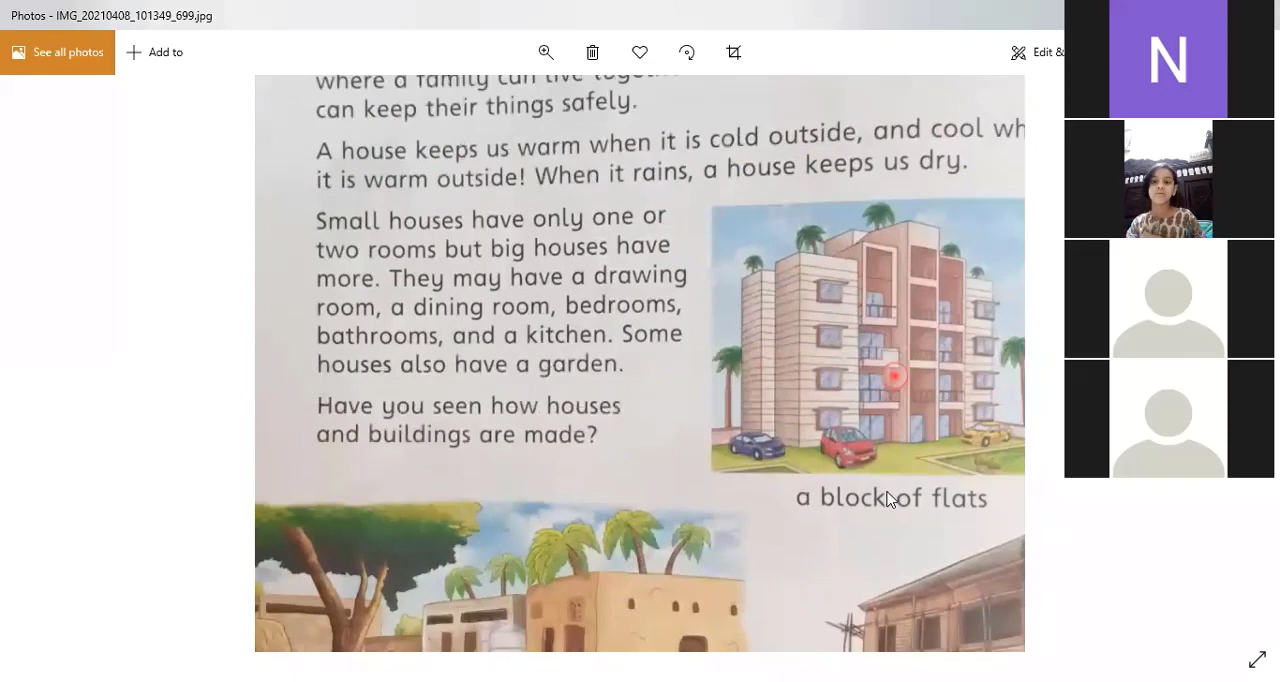 Photos - IMG_20210408_101349_699.jpg
See all photos
Add to
Edit &
N
where a family can live
can keep their things safely.
A house keeps us warm when it is cold outside, and cool wh
it is warm outside! When it rains, a house keeps us dry.
Small houses have only one or
two rooms but big houses have
more. They may have a drawing
room, a dining room, bedrooms,
bathrooms, and a kitchen. Some
houses also have a garden.
Have you seen how houses
and buildings are made?
a block of flats